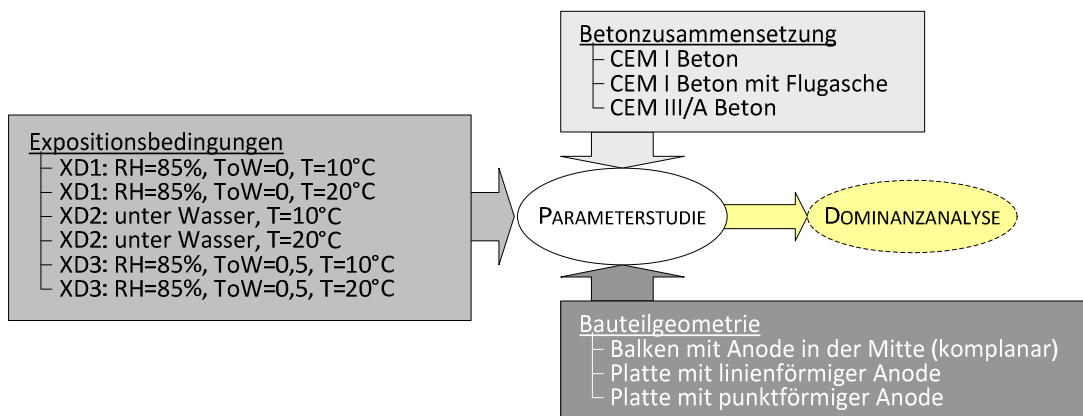 Betonzusammensetzung
CEM I Beton
CEM I Beton mit Flugasche
CEM III/A Beton
Expositionsbedingungen
XD1: RH=85%, ToW=0, T=10°C
XD1: RH=85%, ToW=0, T=20°C
XD2: unter Wasser, T=10°C
XD2: unter Wasser, T=20°C
XD3: RH=85%, ToW=0,5, T=10°C
XD3: RH=85%, ToW=0,5, T=20°C
PARAMETERSTUDIE
DOMINANZANALYSE
Bauteilgeometrie
Balken mit Anode in der Mitte (komplanar)
Platte mit linienförmiger Anode
Platte mit punktförmiger Anode